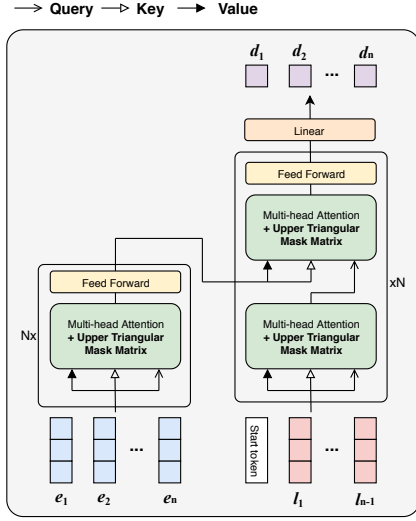 Query Key Value
d1 d2 ... dn
Linear
Feed Forward
Multi-head Attention
+ Upper Triangular
Mask Matrix
xN
Feed Forward
Multi-head Attention
+ Upper Triangular
Mask Matrix
Nx
Multi-head Attention
+ Upper Triangular
Mask Matrix
Start token
e1 e2 ... en
l1 ... ln-1